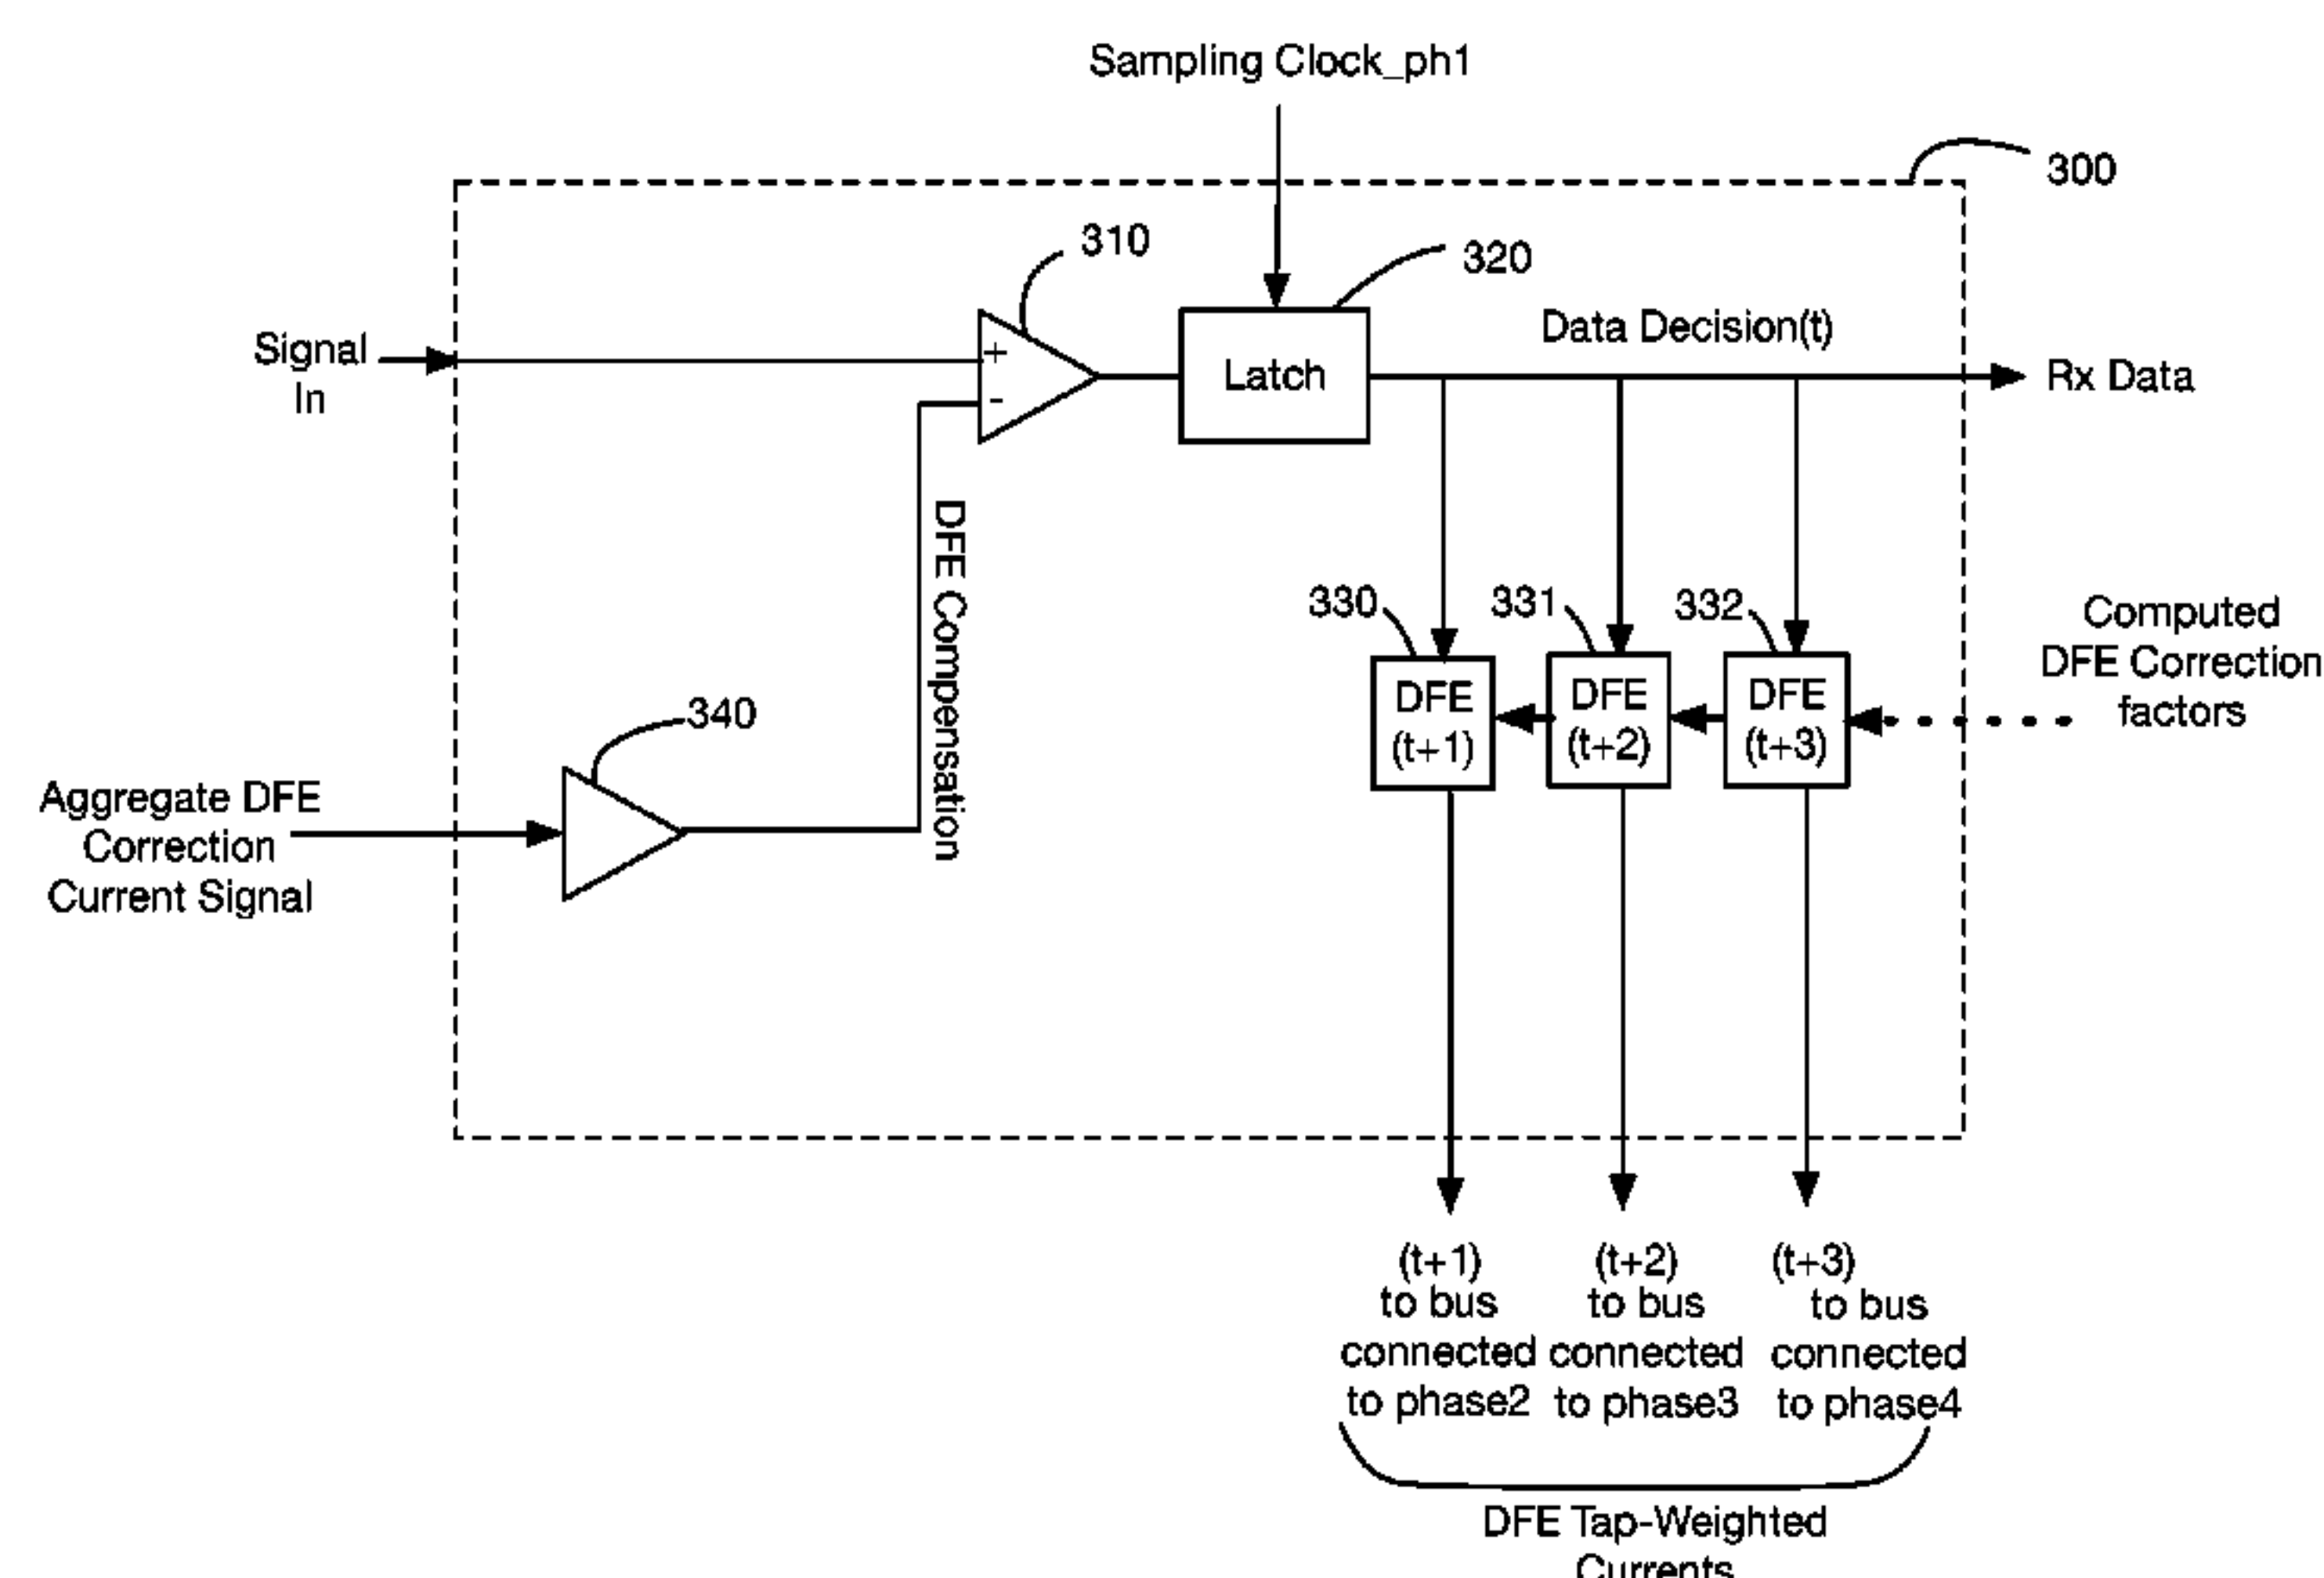 Sampling Clock_ph1
300
310
320
Signal
In
+
-
Latch
Data Decision(t)
Rx Data
DFE Compensation
330
331
332
DFE
(t+1)
DFE
(t+2)
DFE
(t+3)
Computed
DFE Correction
factors
340
Aggregate DFE
Correction
Current Signal
(t+1)
to bus
connected
to phase2
(t+2)
to bus
connected
to phase3
(t+3)
to bus
connected
to phase4
DFE Tap-Weighted
Currents